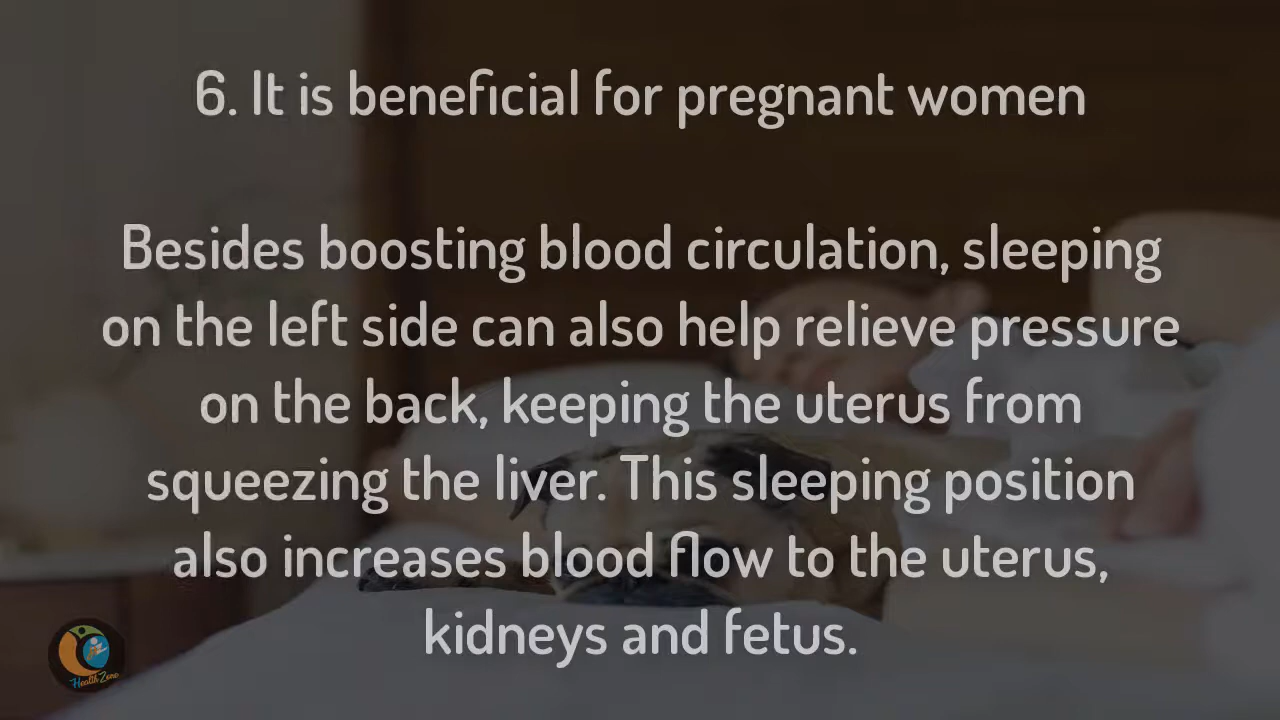 6. It is beneficial for pregnant women
Besides boosting blood circulation, sleeping
on the left side can also help relieve pressure
on the back, keeping the uterus from
squeezing the liver. This sleeping position
also increases blood flow to the uterus,
kidneys and fetus.
Health Zone